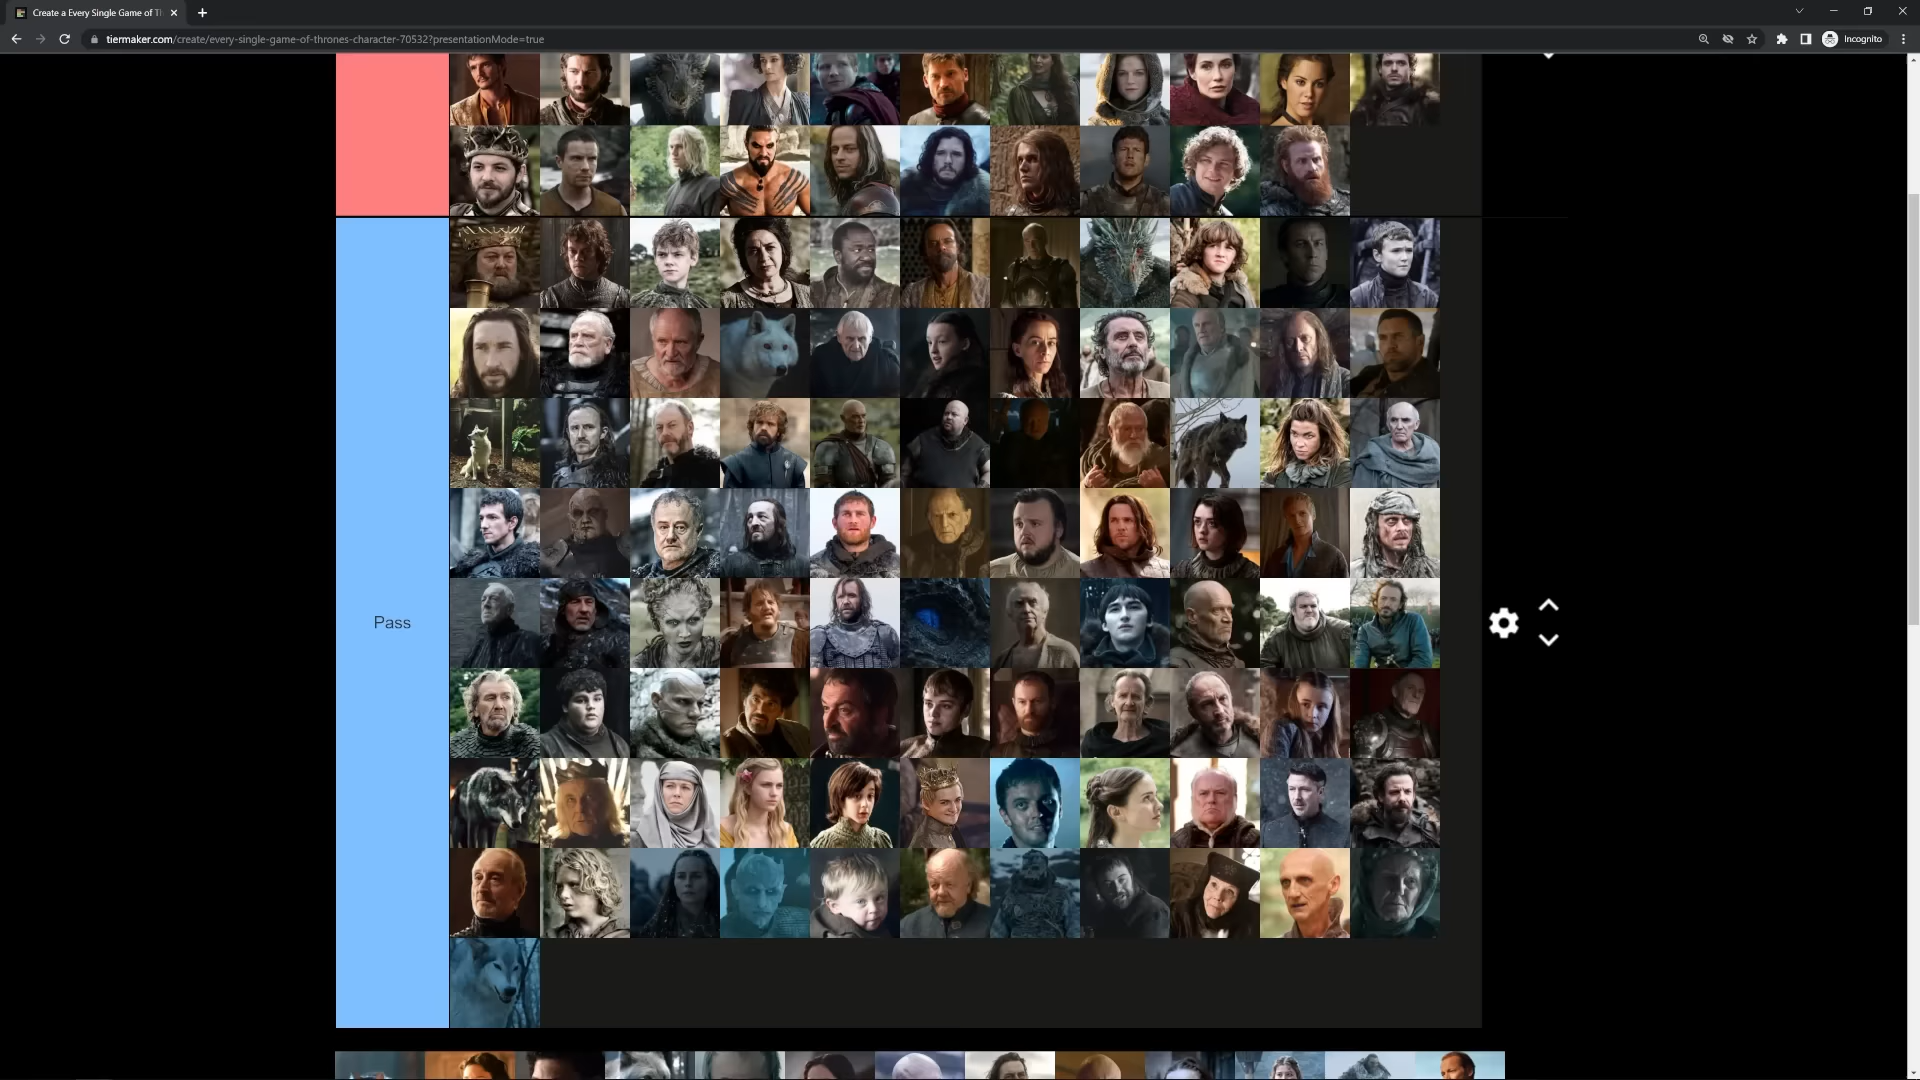 Create a Every Single Game of Th
tiermaker.com/create/every-single-game-of-thrones-character-70532?presentationMode=true
Incognito
Pass